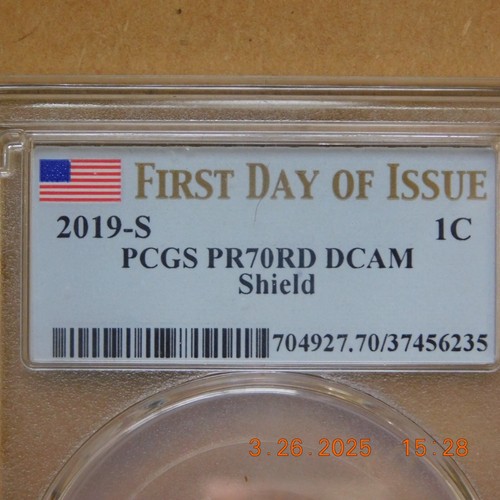 FIRST DAY OF ISSUE
2019-S 1C
PCGS PR70RD DCAM
Shield
704927.70/37456235
3.26.2025 15.28